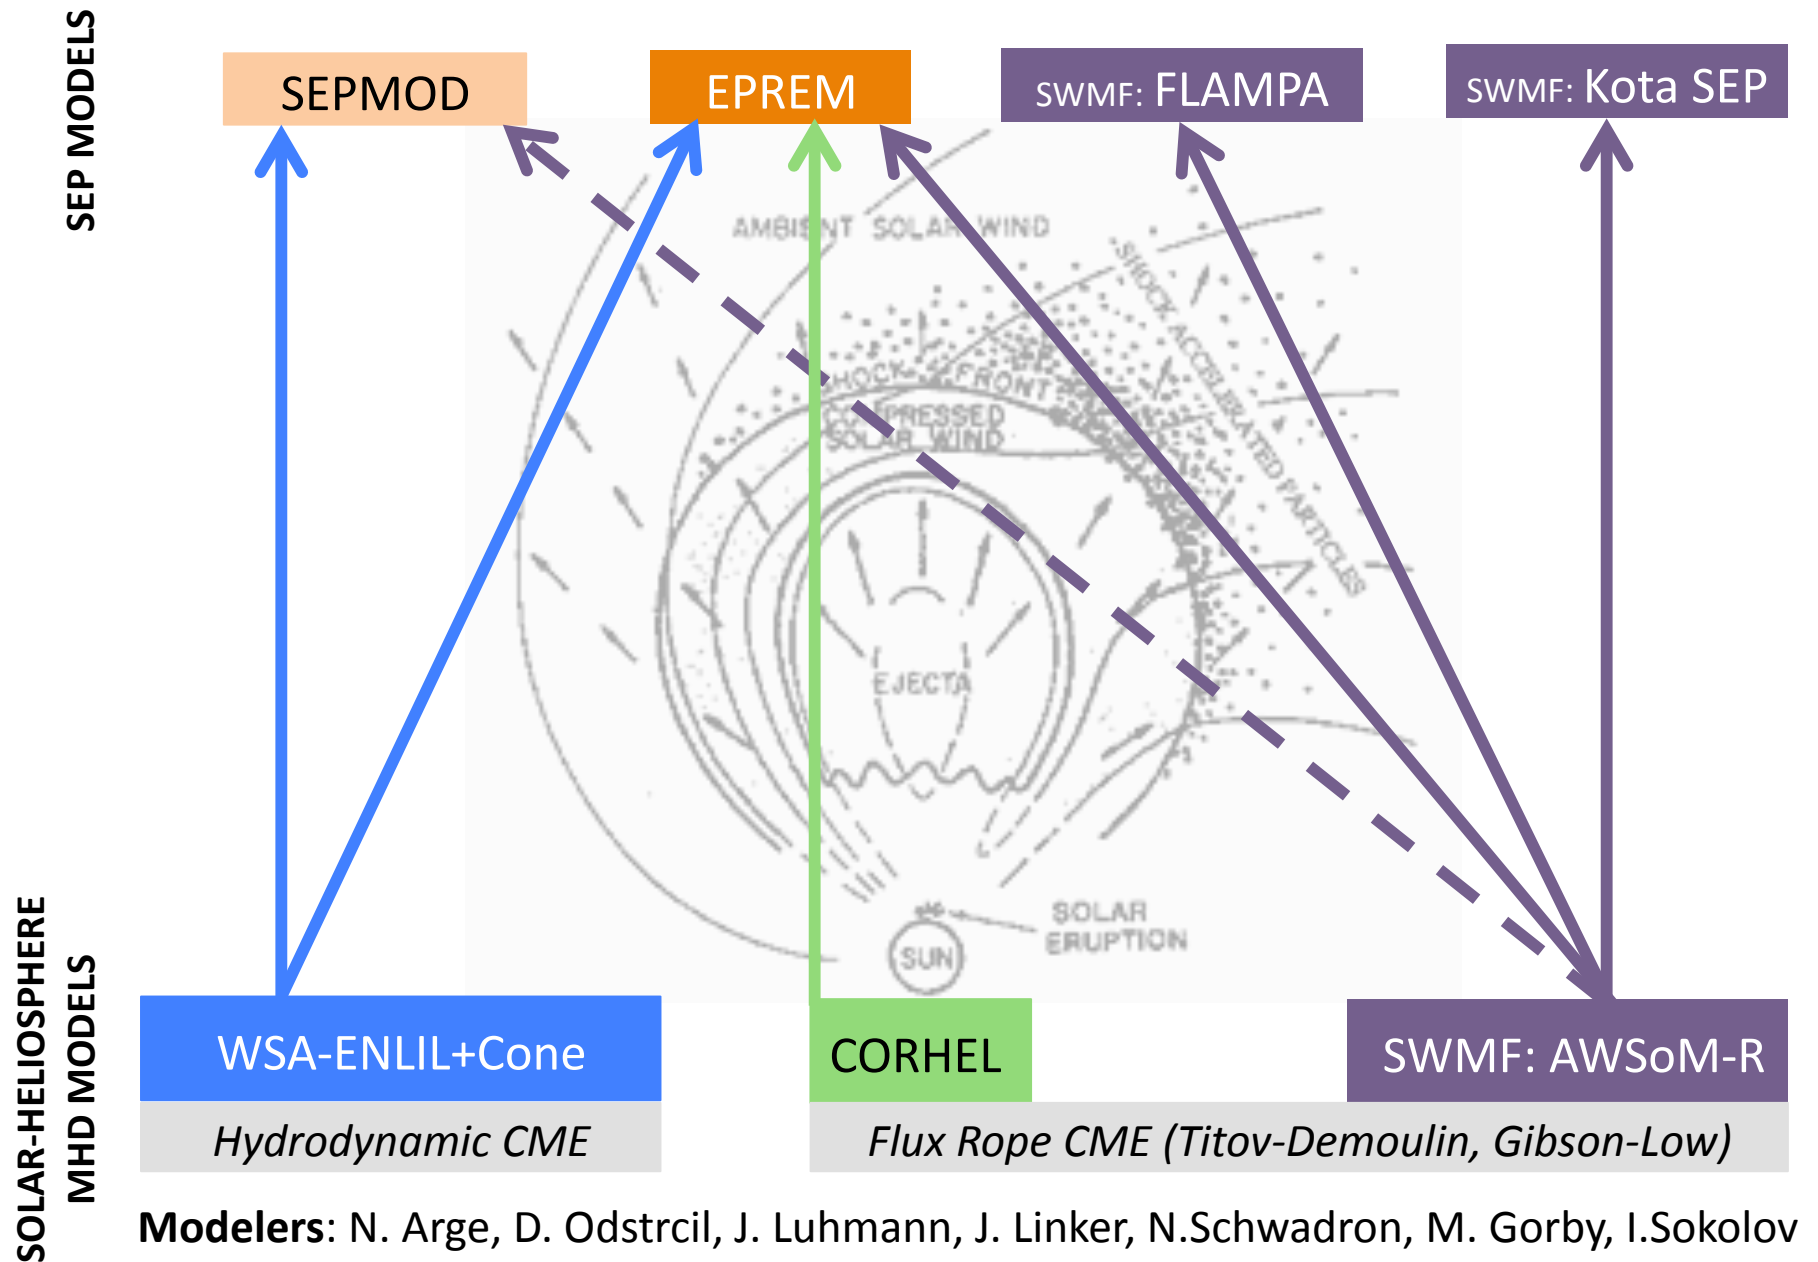 SEP MODELS
SEPMOD
EPREM
SWMF: FLAMPA
SWMF: Kota SEP
AMBIENT SOLAR WIND
SHOCK ACCELERATED PARTICLES
SHOCK FRONT
COMPRESSED
SOLAR WIND
EJECTA
SOLAR
ERUPTION
SUN
SOLAR-HELIOSPHERE
MHD MODELS
WSA-ENLIL+Cone
CORHEL
SWMF: AWSoM-R
Hydrodynamic CME
Flux Rope CME (Titov-Demoulin, Gibson-Low)
Modelers: N. Arge, D. Odstrcil, J. Luhmann, J. Linker, N.Schwadron, M. Gorby, I.Sokolov